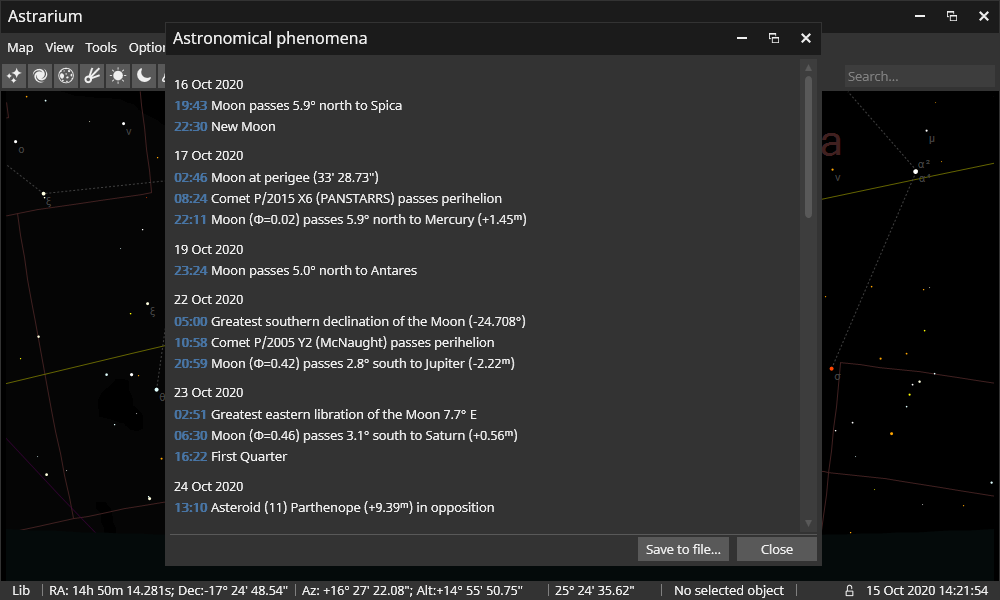 Astrarium
Astronomical phenomena
Map View Tools Option
Search...
16 Oct 2020
19:43 Moon passes 5.9° north to Spica
22:30 New Moon
17 Oct 2020
02:46 Moon at perigee (33' 28.73")
08:24 Comet P/2015 X6 (PANSTARRS) passes perihelion
22:11 Moon (Φ=0.02) passes 5.9° north to Mercury (+1.45ᵐ)
19 Oct 2020
23:24 Moon passes 5.0° north to Antares
22 Oct 2020
05:00 Greatest southern declination of the Moon (-24.708°)
10:58 Comet P/2005 Y2 (McNaught) passes perihelion
20:59 Moon (Φ=0.42) passes 2.8° south to Jupiter (-2.22ᵐ)
23 Oct 2020
02:51 Greatest eastern libration of the Moon 7.7° E
06:30 Moon (Φ=0.46) passes 3.1° south to Saturn (+0.56ᵐ)
16:22 First Quarter
24 Oct 2020
13:10 Asteroid (11) Parthenope (+9.39ᵐ) in opposition
Save to file... Close
ν
ο
ξ
ξ
θ
a
μ
ν
α²
α¹
σ
Lib RA: 14h 50m 14.281s; Dec:-17° 24' 48.54" Az: +16° 27' 22.08"; Alt:+14° 55' 50.75" 25° 24' 35.62" No selected object 15 Oct 2020 14:21:54